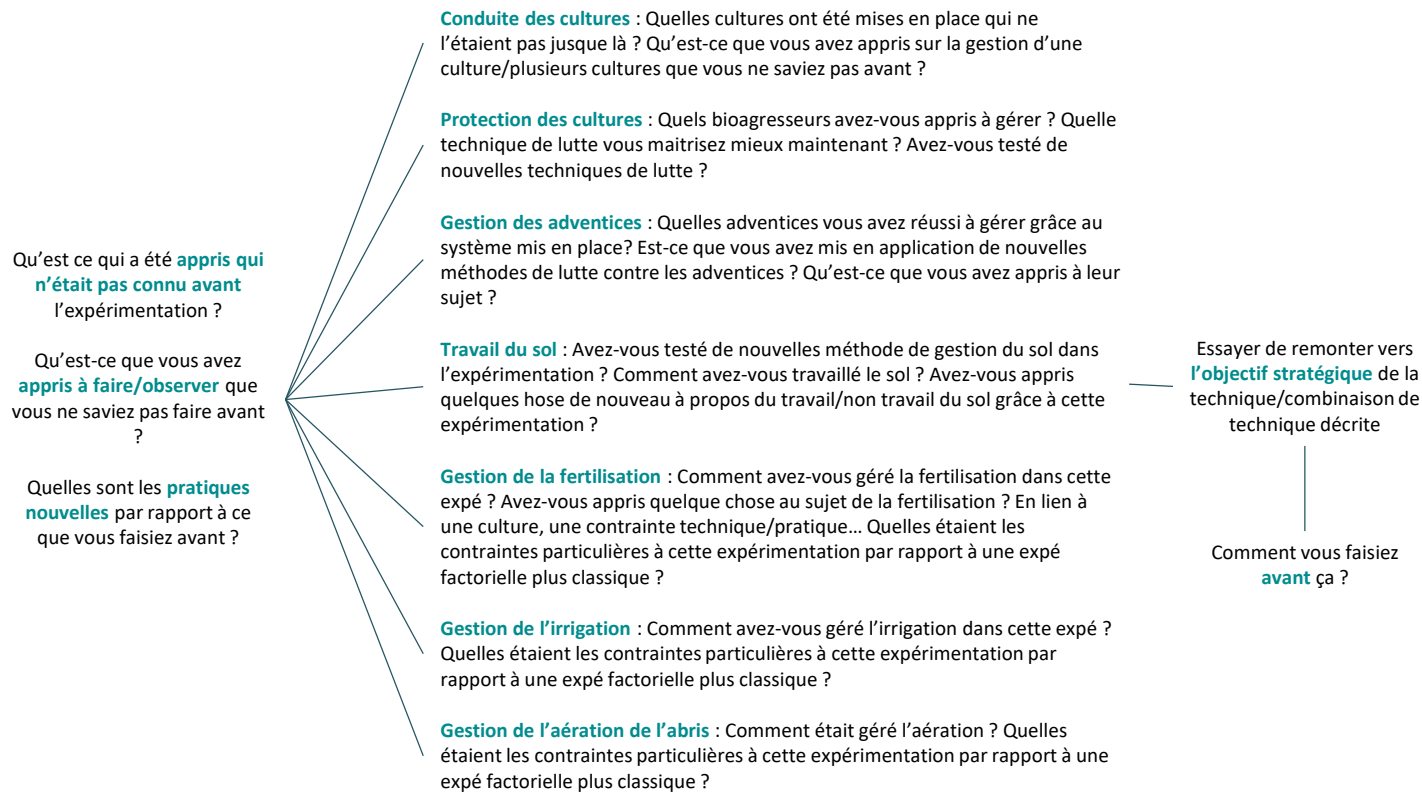 Qu’est ce qui a été appris qui
n’était pas connu avant
l’expérimentation ?
Qu’est-ce que vous avez
appris à faire/observer que
vous ne saviez pas faire avant
?
Quelles sont les pratiques
nouvelles par rapport à ce
que vous faisiez avant ?
Conduite des cultures : Quelles cultures ont été mises en place qui ne
l’étaient pas jusque là ? Qu’est-ce que vous avez appris sur la gestion d’une
culture/plusieurs cultures que vous ne saviez pas avant ?
Protection des cultures : Quels bioagresseurs avez-vous appris à gérer ? Quelle
technique de lutte vous maitrisez mieux maintenant ? Avez-vous testé de
nouvelles techniques de lutte ?
Gestion des adventices : Quelles adventices vous avez réussi à gérer grâce au
système mis en place? Est-ce que vous avez mis en application de nouvelles
méthodes de lutte contre les adventices ? Qu’est-ce que vous avez appris à leur
sujet ?
Travail du sol : Avez-vous testé de nouvelles méthode de gestion du sol dans
l’expérimentation ? Comment avez-vous travaillé le sol ? Avez-vous appris
quelques hose de nouveau à propos du travail/non travail du sol grâce à cette
expérimentation ?
Gestion de la fertilisation : Comment avez-vous géré la fertilisation dans cette
expé ? Avez-vous appris quelque chose au sujet de la fertilisation ? En lien à
une culture, une contrainte technique/pratique… Quelles étaient les
contraintes particulières à cette expérimentation par rapport à une expé
factorielle plus classique ?
Gestion de l’irrigation : Comment avez-vous géré l’irrigation dans cette expé ?
Quelles étaient les contraintes particulières à cette expérimentation par
rapport à une expé factorielle plus classique ?
Gestion de l’aération de l’abris : Comment était géré l’aération ? Quelles
étaient les contraintes particulières à cette expérimentation par rapport à une
expé factorielle plus classique ?
Essayer de remonter vers
l’objectif stratégique de la
technique/combinaison de
technique décrite
Comment vous faisiez
avant ça ?